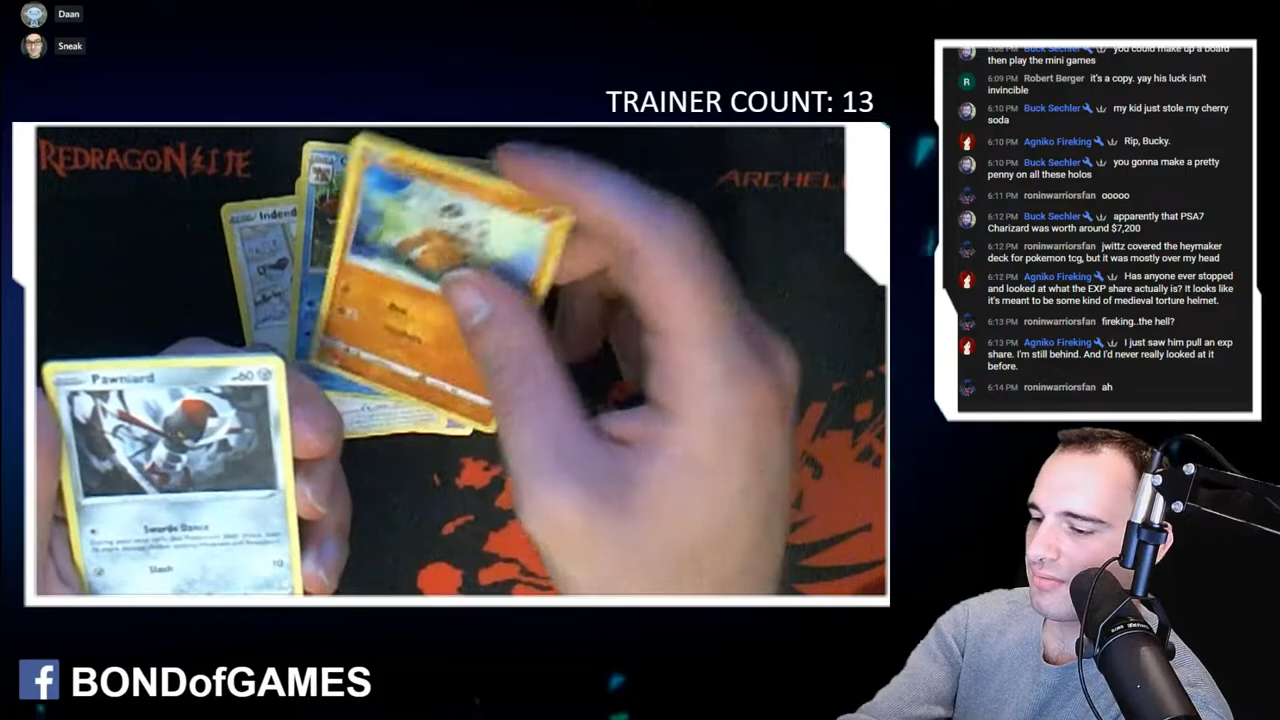 Daan
Sneak
TRAINER COUNT: 13
REDRAGON
ARCHEL
Indeed
Pawniard
60
Swords Dance
Slash 10
BONDofGAMES
6:08 PM Buck Sechler you could make up a board
then play the mini games
R 6:09 PM Robert Berger it's a copy. yay his luck isn't
invincible
6:10 PM Buck Sechler my kid just stole my cherry
soda
6:10 PM Agniko Fireking Rip, Bucky.
6:10 PM Buck Sechler you gonna make a pretty
penny on all these holos
6:11 PM roninwarriorsfan ooooo
6:12 PM Buck Sechler apparently that PSA7
Charizard was worth around $7,200
6:12 PM roninwarriorsfan jwittz covered the heymaker
deck for pokemon tcg, but it was mostly over my head
6:12 PM Agniko Fireking Has anyone ever stopped
and looked at what the EXP share actually is? It looks like
it's meant to be some kind of medieval torture helmet.
6:13 PM roninwarriorsfan fireking..the hell?
6:13 PM Agniko Fireking I just saw him pull an exp
share. I'm still behind. And I'd never really looked at it
before.
6:14 PM roninwarriorsfan ah